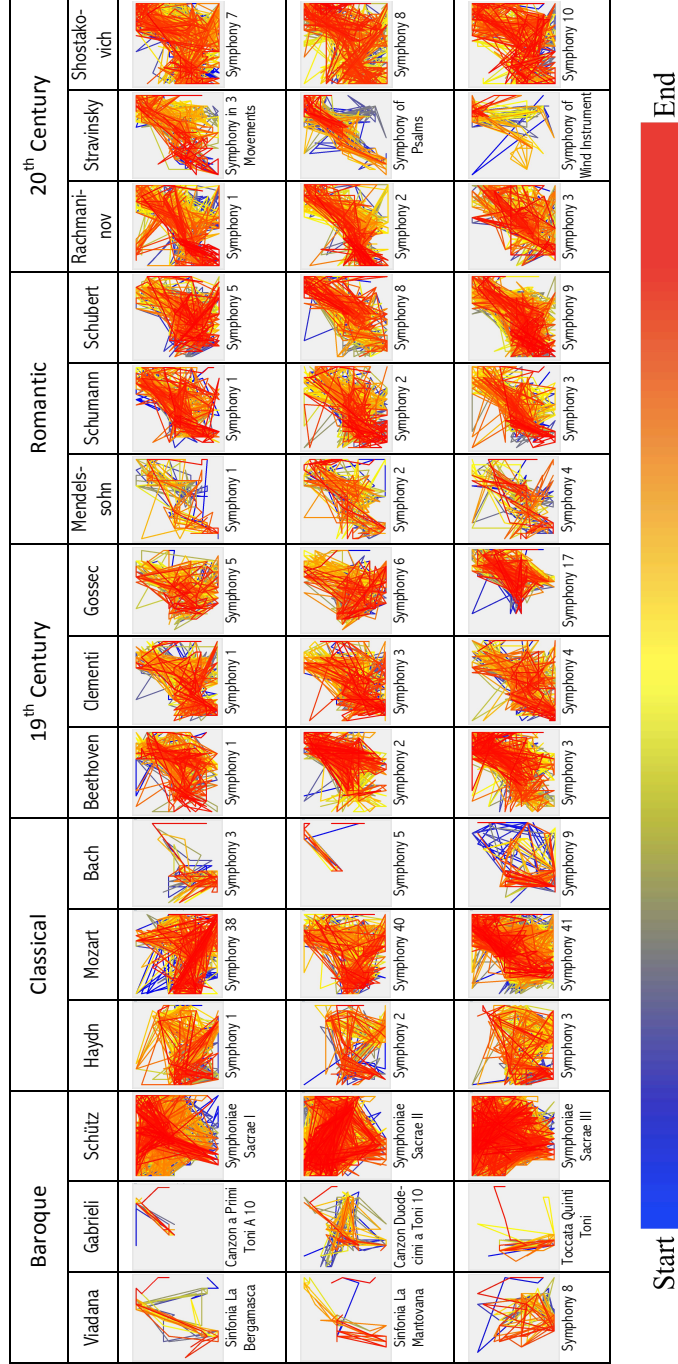 Baroque
Classical
19th Century
Romantic
20th Century
Viadana
Gabrieli
Schütz
Haydn
Mozart
Bach
Beethoven
Clementi
Gossec
Mendels-
sohn
Schumann
Schubert
Rachmani-
nov
Stravinsky
Shostako-
vich
Sinfonia La
Bergamasca
Canzon a Primi
Toni A 10
Symphoniae
Sacrae I
Symphony 1
Symphony 38
Symphony 3
Symphony 1
Symphony 1
Symphony 5
Symphony 1
Symphony 1
Symphony 5
Symphony 1
Symphony in 3
Movements
Symphony 7
Sinfonia La
Mantovana
Canzon Duode-
cimi a Toni 10
Symphoniae
Sacrae II
Symphony 2
Symphony 40
Symphony 5
Symphony 2
Symphony 3
Symphony 6
Symphony 2
Symphony 2
Symphony 8
Symphony 2
Symphony of
Psalms
Symphony 8
Symphony 8
Toccata Quinti
Toni
Symphoniae
Sacrae III
Symphony 3
Symphony 41
Symphony 9
Symphony 3
Symphony 4
Symphony 17
Symphony 4
Symphony 3
Symphony 9
Symphony 3
Symphony of
Wind Instrument
Symphony 10
Start
End